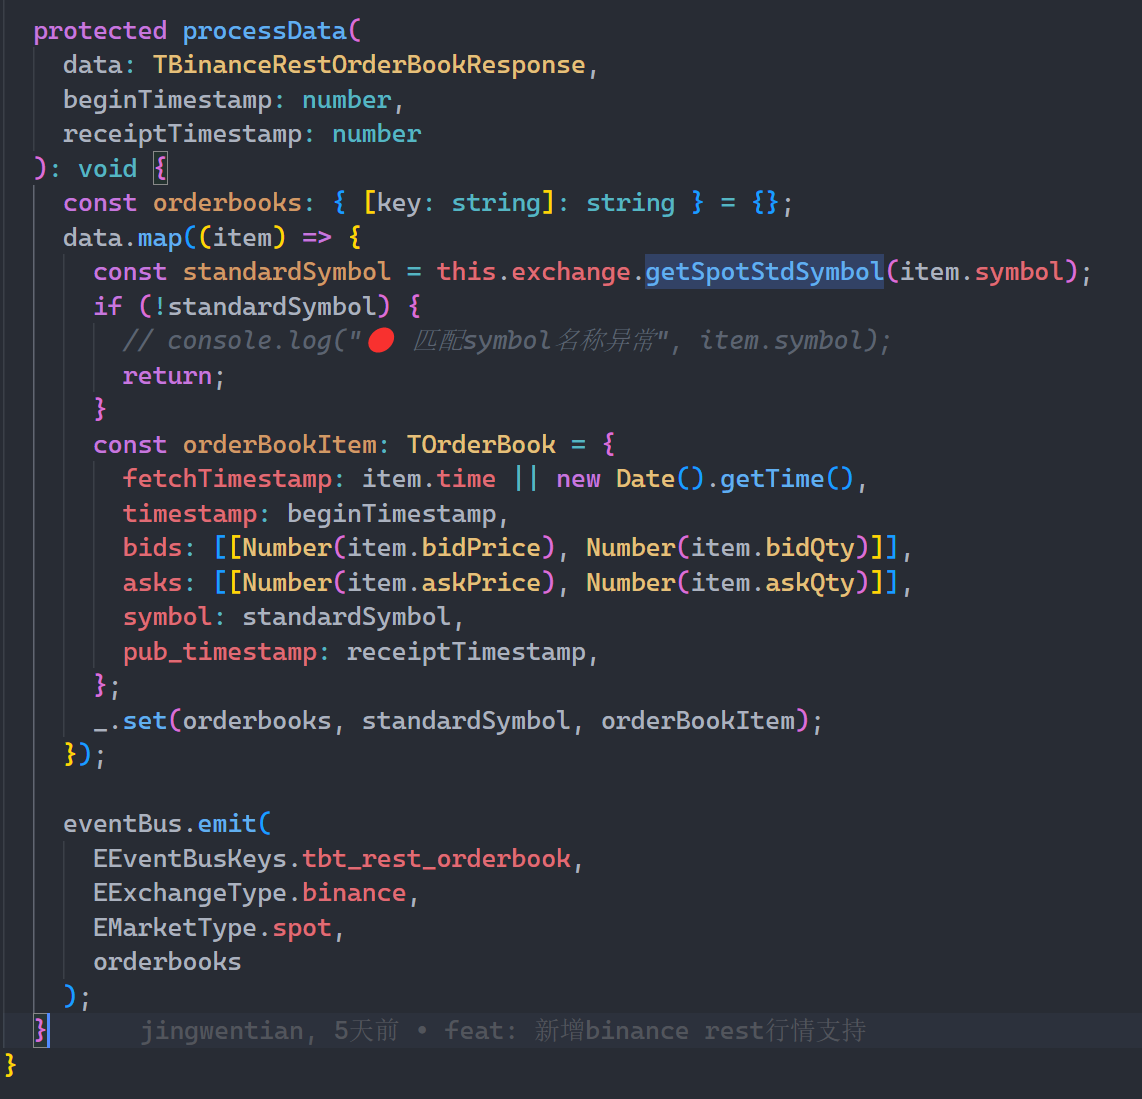 protected processData(
data: TBinanceRestOrderBookResponse,
beginTimestamp: number,
receiptTimestamp: number
): void {
const orderbooks: { [key: string]: string } = {};
data.map((item) => {
const standardSymbol = this.exchange.getSpotStdSymbol(item.symbol);
if (!standardSymbol) {
// console.log("🔴 匹配symbol名称异常", item.symbol);
return;
}
const orderBookItem: TOrderBook = {
fetchTimestamp: item.time || new Date().getTime(),
timestamp: beginTimestamp,
bids: [[Number(item.bidPrice), Number(item.bidQty)]],
asks: [[Number(item.askPrice), Number(item.askQty)]],
symbol: standardSymbol,
pub_timestamp: receiptTimestamp,
};
_.set(orderbooks, standardSymbol, orderBookItem);
});
eventBus.emit(
EEventBusKeys.tbt_rest_orderbook,
EExchangeType.binance,
EMarketType.spot,
orderbooks
);
} jingwentian, 5天前 • feat: 新增binance rest行情支持
}